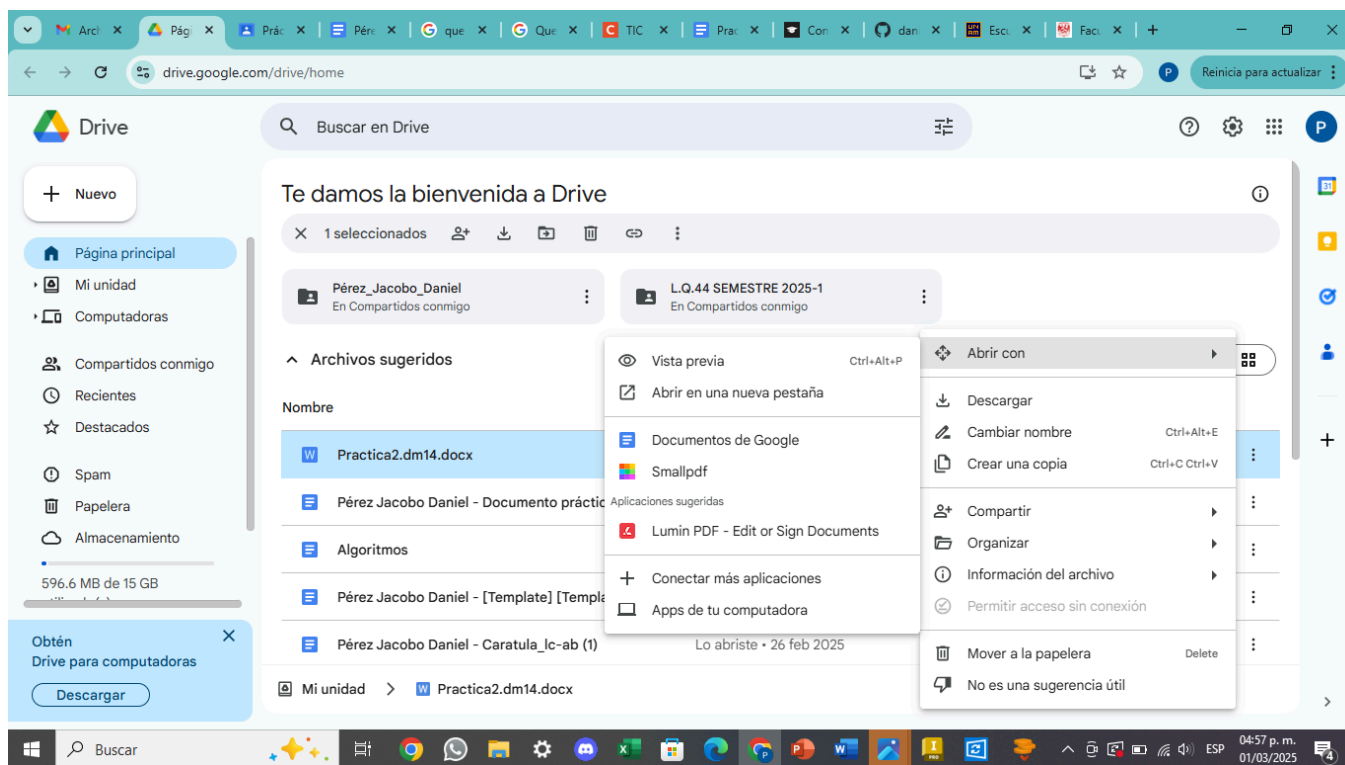 Arch
Pági
Prác
Pére
que
Que
TIC
Prac
Con
dan
Escu
Facu
drive.google.com/drive/home
P
Reinicia para actualizar
Drive
Buscar en Drive
P
Nuevo
Te damos la bienvenida a Drive
31
1 seleccionados
Página principal
Mi unidad
Computadoras
Compartidos conmigo
Recientes
Destacados
Spam
Papelera
Almacenamiento
596.6 MB de 15 GB
Obtén
Drive para computadoras
Descargar
Pérez_Jacobo_Daniel
En Compartidos conmigo
L.Q.44 SEMESTRE 2025-1
En Compartidos conmigo
Archivos sugeridos
Nombre
Practica2.dm14.docx
Pérez Jacobo Daniel - Documento práctic
Algoritmos
Pérez Jacobo Daniel - [Template] [Templa
Pérez Jacobo Daniel - Caratula_lc-ab (1)
Lo abriste • 26 feb 2025
Mi unidad > Practica2.dm14.docx
Vista previa Ctrl+Alt+P
Abrir en una nueva pestaña
Documentos de Google
Smallpdf
Aplicaciones sugeridas
Lumin PDF - Edit or Sign Documents
Conectar más aplicaciones
Apps de tu computadora
Abrir con
Descargar
Cambiar nombre Ctrl+Alt+E
Crear una copia Ctrl+C Ctrl+V
Compartir
Organizar
Información del archivo
Permitir acceso sin conexión
Mover a la papelera Delete
No es una sugerencia útil
Buscar
ESP
04:57 p. m.
01/03/2025
4